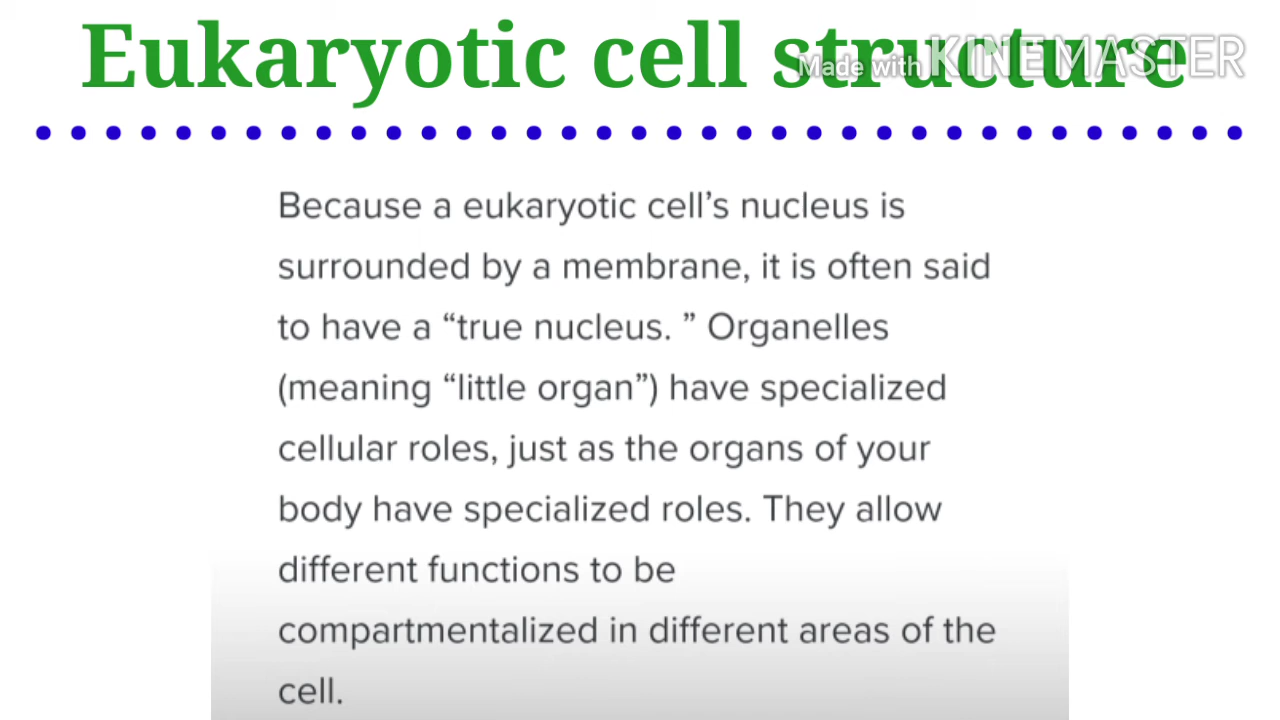 Eukaryotic cell structure
Made with KINEMASTER
Because a eukaryotic cell’s nucleus is
surrounded by a membrane, it is often said
to have a “true nucleus. ” Organelles
(meaning “little organ”) have specialized
cellular roles, just as the organs of your
body have specialized roles. They allow
different functions to be
compartmentalized in different areas of the
cell.